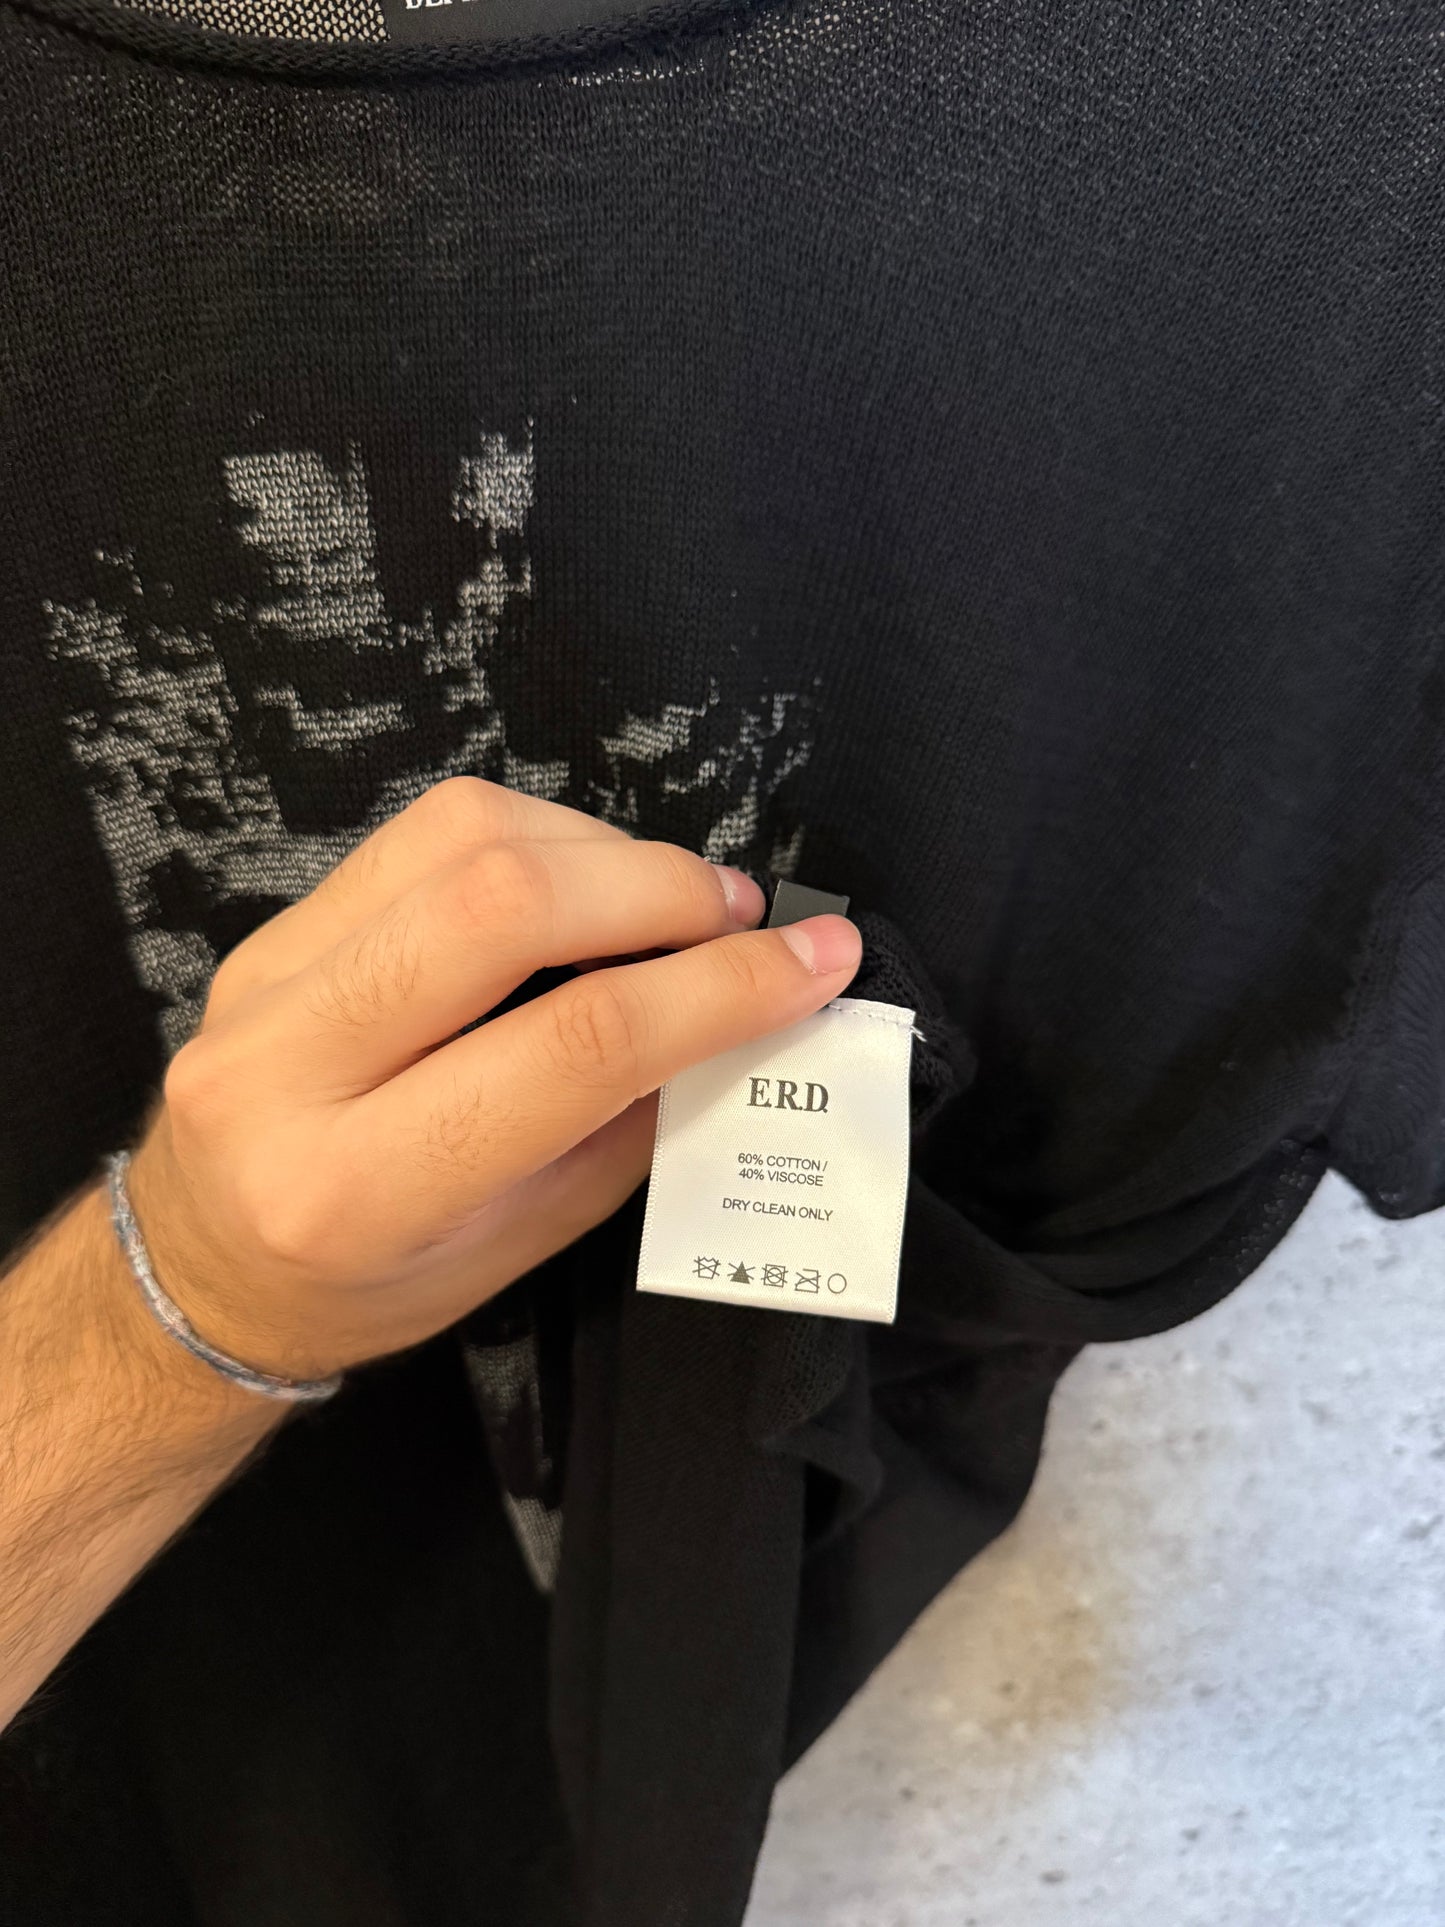 E.R.D.
60% COTTON /
40% VISCOSE
DRY CLEAN ONLY